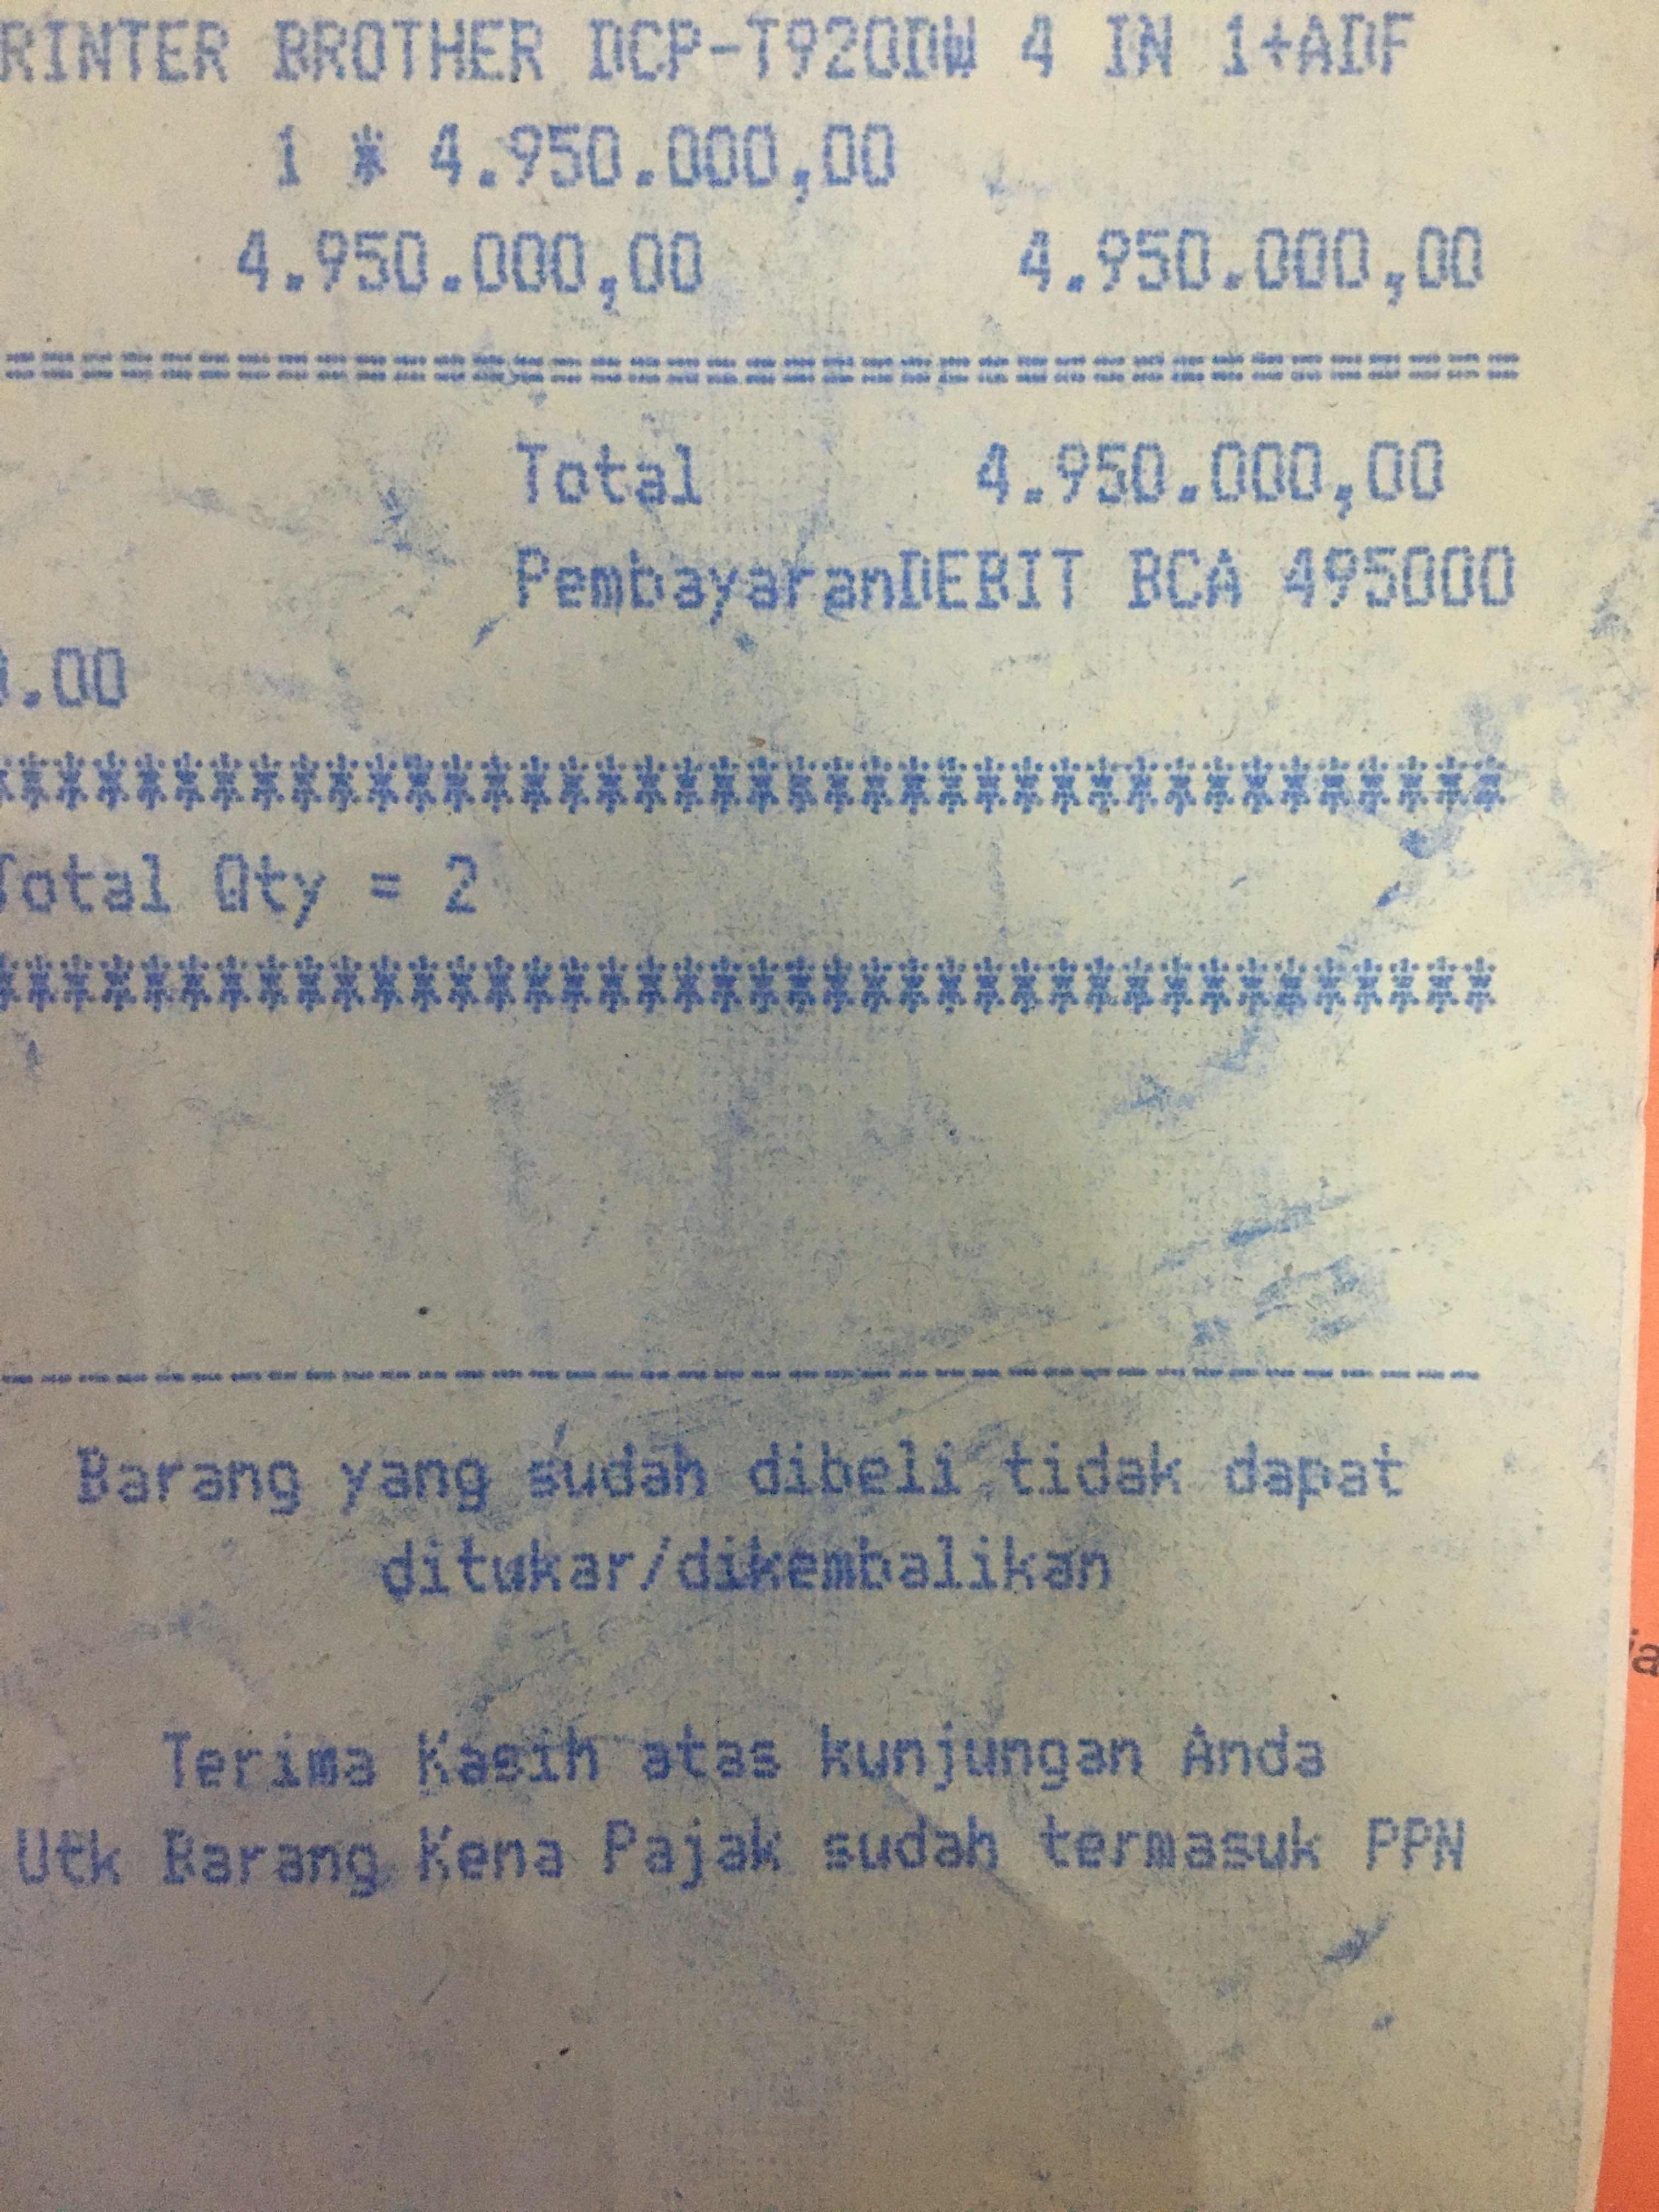 RINTER BROTHER DCP-T920DW 4 IN 1+ADF
1 * 4.950.000,00
4.950.000,00 4.950.000,00
========================================
Total 4.950.000,00
PembayaranDEBIT BCA 495000
0.00
****************************************
Total Qty = 2
****************************************
----------------------------------------
Barang yang sudah dibeli tidak dapat
ditukar/dikembalikan
Terima Kasih atas kunjungan Anda
Utk Barang Kena Pajak sudah termasuk PPN